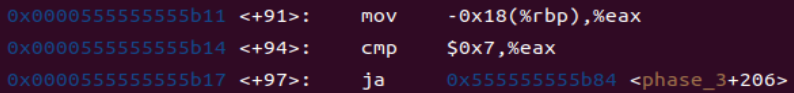 0x0000555555555b11 <+91>: mov -0x18(%rbp),%eax
0x0000555555555b14 <+94>: cmp $0x7,%eax
0x0000555555555b17 <+97>: ja 0x555555555b84 <phase_3+206>